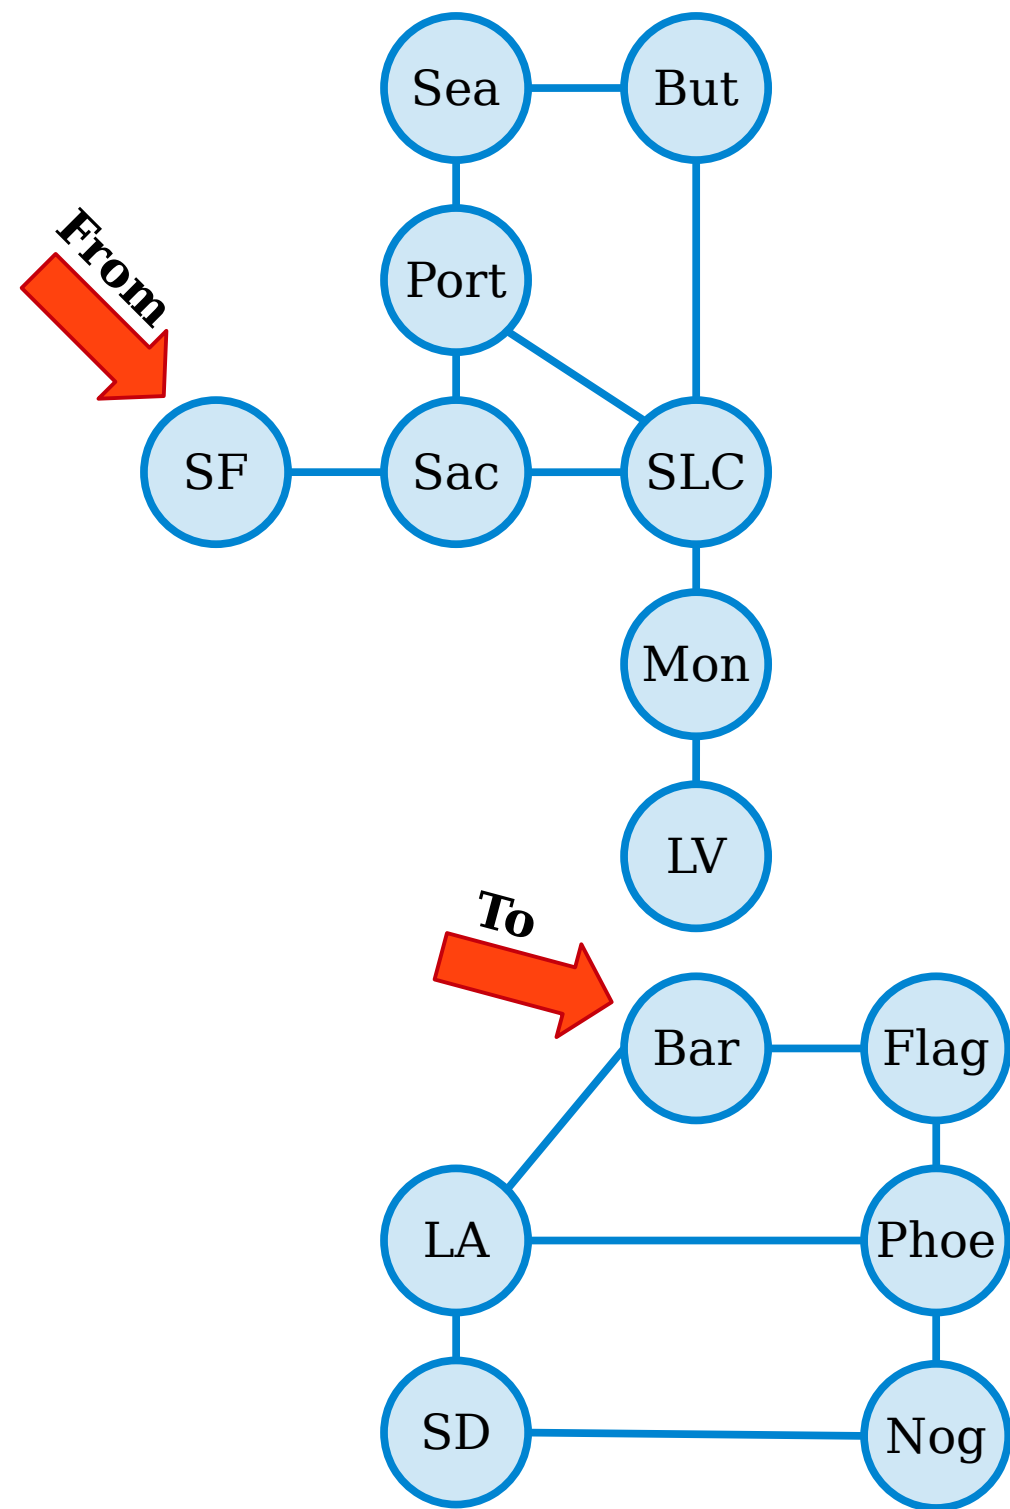 Sea
But
From
Port
SF
Sac
SLC
Mon
LV
To
Bar
Flag
LA
Phoe
SD
Nog